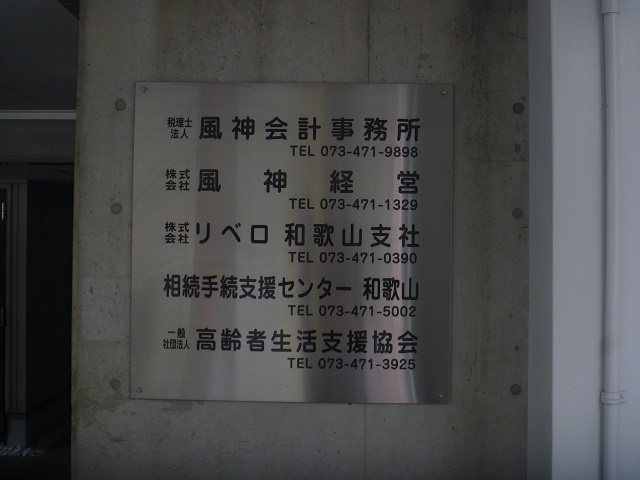 税理士法人 風神会計事務所
TEL 073-471-9898
株式会社 風神経営
TEL 073-471-1329
株式会社 リベロ 和歌山支社
TEL 073-471-0390
相続手続支援センター 和歌山
TEL 073-471-5002
一般社団法人 高齢者生活支援協会
TEL 073-471-3925